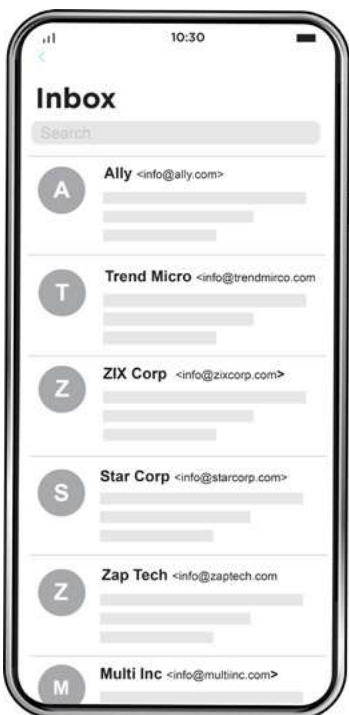 10:30
Inbox
Search
A
Ally <info@ally.com>
T
Trend Micro <info@trendmirco.com
Z
ZIX Corp <info@zixcorp.com>
S
Star Corp <info@starcorp.com>
Z
Zap Tech <info@zaptech.com
M
Multi Inc <info@multiinc.com>